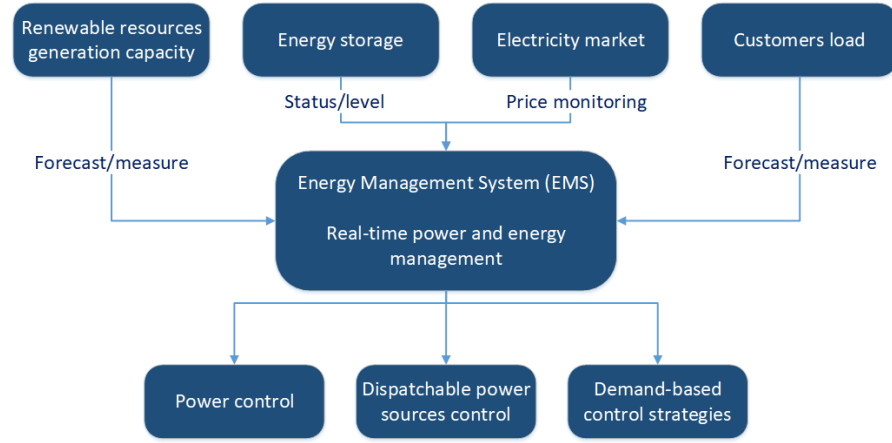 Renewable resources
generation capacity
Energy storage
Electricity market
Customers load
Status/level
Price monitoring
Forecast/measure
Forecast/measure
Energy Management System (EMS)
Real-time power and energy
management
Power control
Dispatchable power
sources control
Demand-based
control strategies